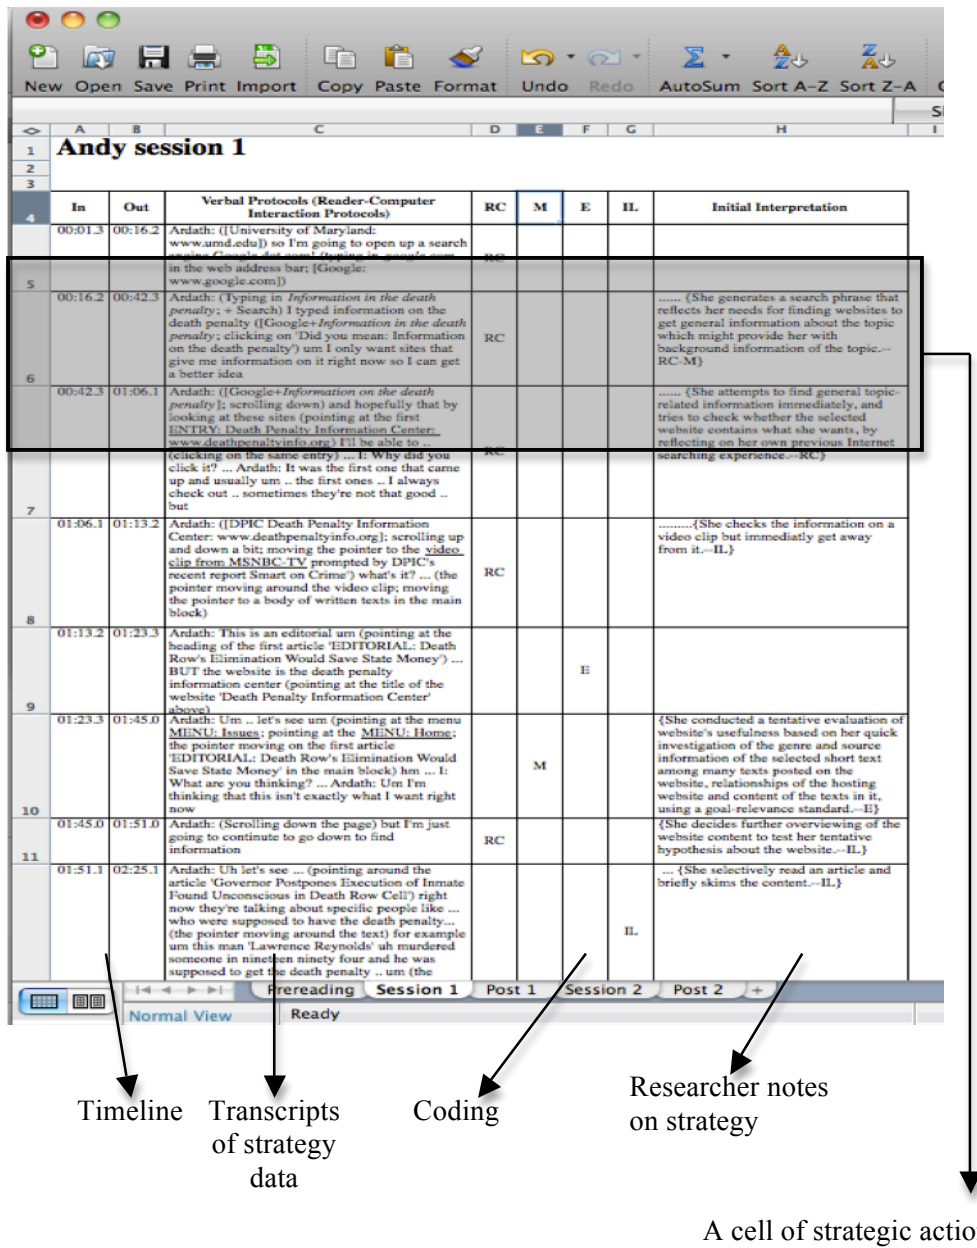 New Open Save Print Import Copy Paste Format Undo Redo AutoSum Sort A-Z Sort Z-A
A B C D E F G H I
1 Andy session 1
2
3
4 In Out Verbal Protocols (Reader-Computer RC M E IL Initial Interpretation
Interaction Protocols)
00:01.3 00:16.2 Ardath: ([University of Maryland:
www.umd.edu]) so I'm going to open up a search
engine Google dot com! (typing in google.com
in the web address bar; [Google: RC
www.google.com])
5
00:16.2 00:42.3 Ardath: (Typing in Information in the death
penalty; + Search) I typed information on the
death penalty ([Google+Information in the death
penalty; clicking on 'Did you mean: Information
on the death penalty') um I only want sites that
give me information on it right now so I can get
a better idea
RC
...... {She generates a search phrase that
reflects her needs for finding websites to
get general information about the topic
which might provide her with
background information of the topic.--
RC-M}
6
00:42.3 01:06.1 Ardath: ([Google+Information on the death
penalty]; scrolling down) and hopefully that by
looking at these sites (pointing at the first
ENTRY: Death Penalty Information Center:
www.deathpenaltyinfo.org) I'll be able to ..
(clicking on the same entry) ... I: Why did you
click it? ... Ardath: It was the first one that came
up and usually um .. the first ones .. I always
check out .. sometimes they're not that good ..
but
RC
...... {She attempts to find general topic-
related information immediately, and
tries to check whether the selected
website contains what she wants, by
reflecting on her own previous Internet
searching experience.--RC}
7
01:06.1 01:13.2 Ardath: ([DPIC Death Penalty Information
Center: www.deathpenaltyinfo.org]; scrolling up
and down a bit; moving the pointer to the video
clip from MSNBC-TV prompted by DPIC's
recent report Smart on Crime') what's it? ... (the
pointer moving around the video clip; moving
the pointer to a body of written texts in the main
block)
RC
.........{She checks the information on a
video clip but immediatly get away
from it.--IL}
8
01:13.2 01:23.3 Ardath: This is an editorial um (pointing at the
heading of the first article 'EDITORIAL: Death
Row's Elimination Would Save State Money') ...
BUT the website is the death penalty
information center (pointing at the title of the
website 'Death Penalty Information Center'
above)
E
9
01:23.3 01:45.0 Ardath: Um .. let's see um (pointing at the menu
MENU: Issues; pointing at the MENU: Home;
the pointer moving on the first article
'EDITORIAL: Death Row's Elimination Would
Save State Money' in the main block) hm ... I:
What are you thinking? ... Ardath: Um I'm
thinking that this isn't exactly what I want right
now
M
{She conducted a tentative evaluation of
website's usefulness based on her quick
investigation of the genre and source
information of the selected short text
among many texts posted on the
website, relationships of the hosting
website and content of the texts in it,
using a goal-relevance standard.--E}
10
01:45.0 01:51.0 Ardath: (Scrolling down the page) but I'm just
going to continue to go down to find
information
RC
{She decides further overviewing of the
website content to test her tentative
hypothesis about the website.--IL}
11
01:51.1 02:25.1 Ardath: Uh let's see ... (pointing around the
article 'Governor Postpones Execution of Inmate
Found Unconscious in Death Row Cell') right
now they're talking about specific people like ....
who were supposed to have the death penalty...
(the pointer moving around the text) for example
um this man 'Lawrence Reynolds' uh murdered
someone in nineteen ninety four and he was
supposed to get the death penalty .. um (the
IL
... {She selectively read an article and
briefly skims the content.--IL}
Prereading Session 1 Post 1 Session 2 Post 2 +
Normal View Ready
Timeline
Transcripts
of strategy
data
Coding
Researcher notes
on strategy
A cell of strategic actio